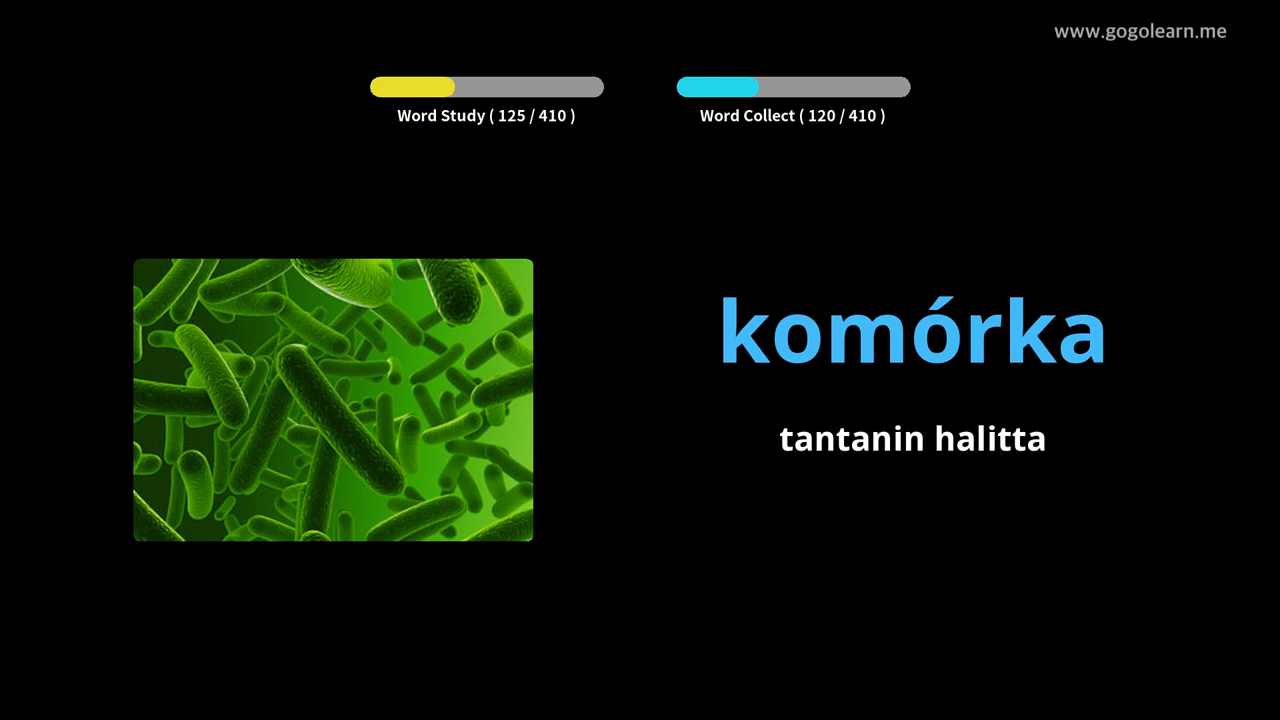 www.gogolearn.me
Word Study ( 125 / 410 )
Word Collect ( 120 / 410 )
komórka
tantanin halitta